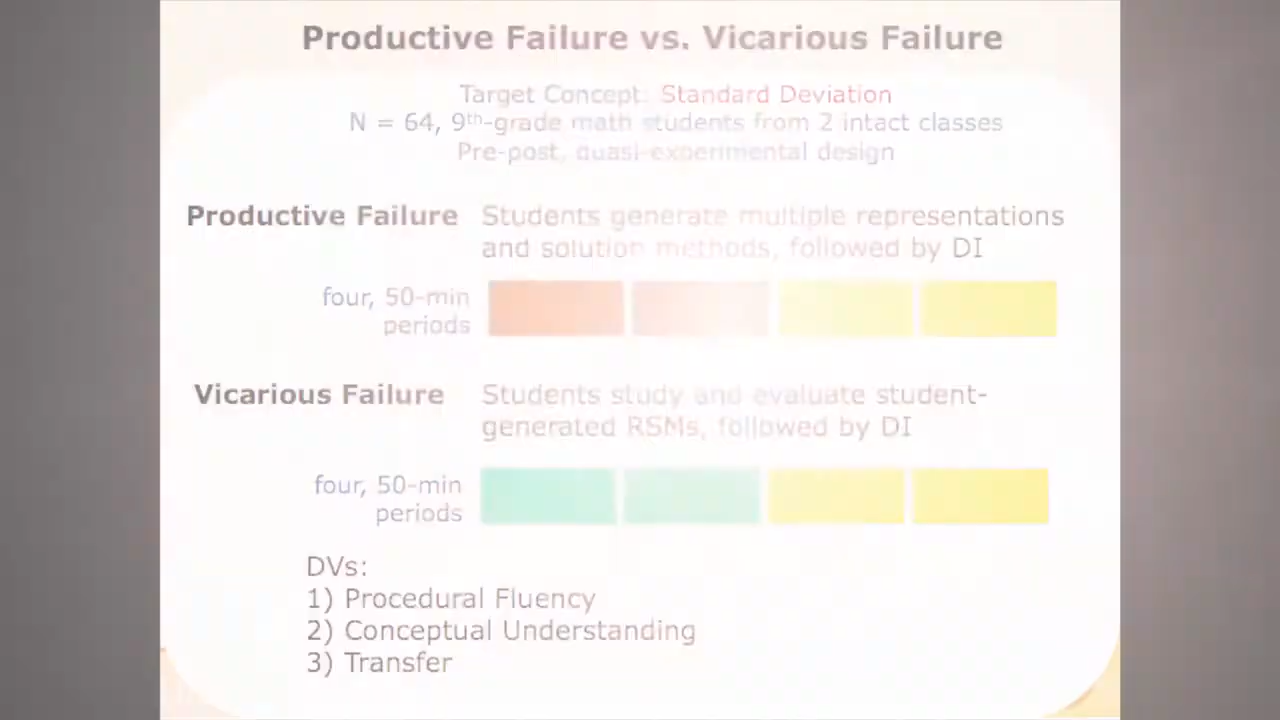 Productive Failure vs. Vicarious Failure
Target Concept: Standard Deviation
N = 64, 9th-grade math students from 2 intact classes
Pre-post, quasi-experimental design
Productive Failure
Students generate multiple representations
and solution methods, followed by DI
four, 50-min
periods
Vicarious Failure
Students study and evaluate student-
generated RSMs, followed by DI
four, 50-min
periods
DVs:
1) Procedural Fluency
2) Conceptual Understanding
3) Transfer